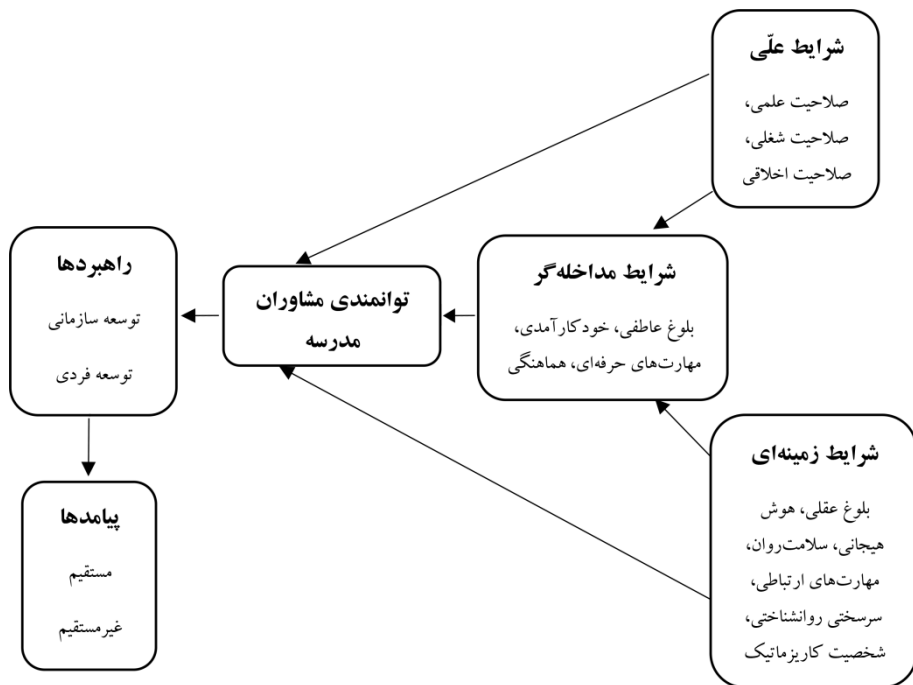 شرایط علّی
صلاحیت علمی،
صلاحیت شغلی،
صلاحیت اخلاقی
شرایط مداخله‌گر
بلوغ عاطفی، خودکارآمدی،
مهارت‌های حرفه‌ای، هماهنگی
شرایط زمینه‌ای
بلوغ عقلی، هوش
هیجانی، سلامت‌روان،
مهارت‌های ارتباطی،
سرسختی روانشناختی،
شخصیت کاریزماتیک
توانمندی مشاوران
مدرسه
راهبردها
توسعه سازمانی
توسعه فردی
پیامدها
مستقیم
غیرمستقیم